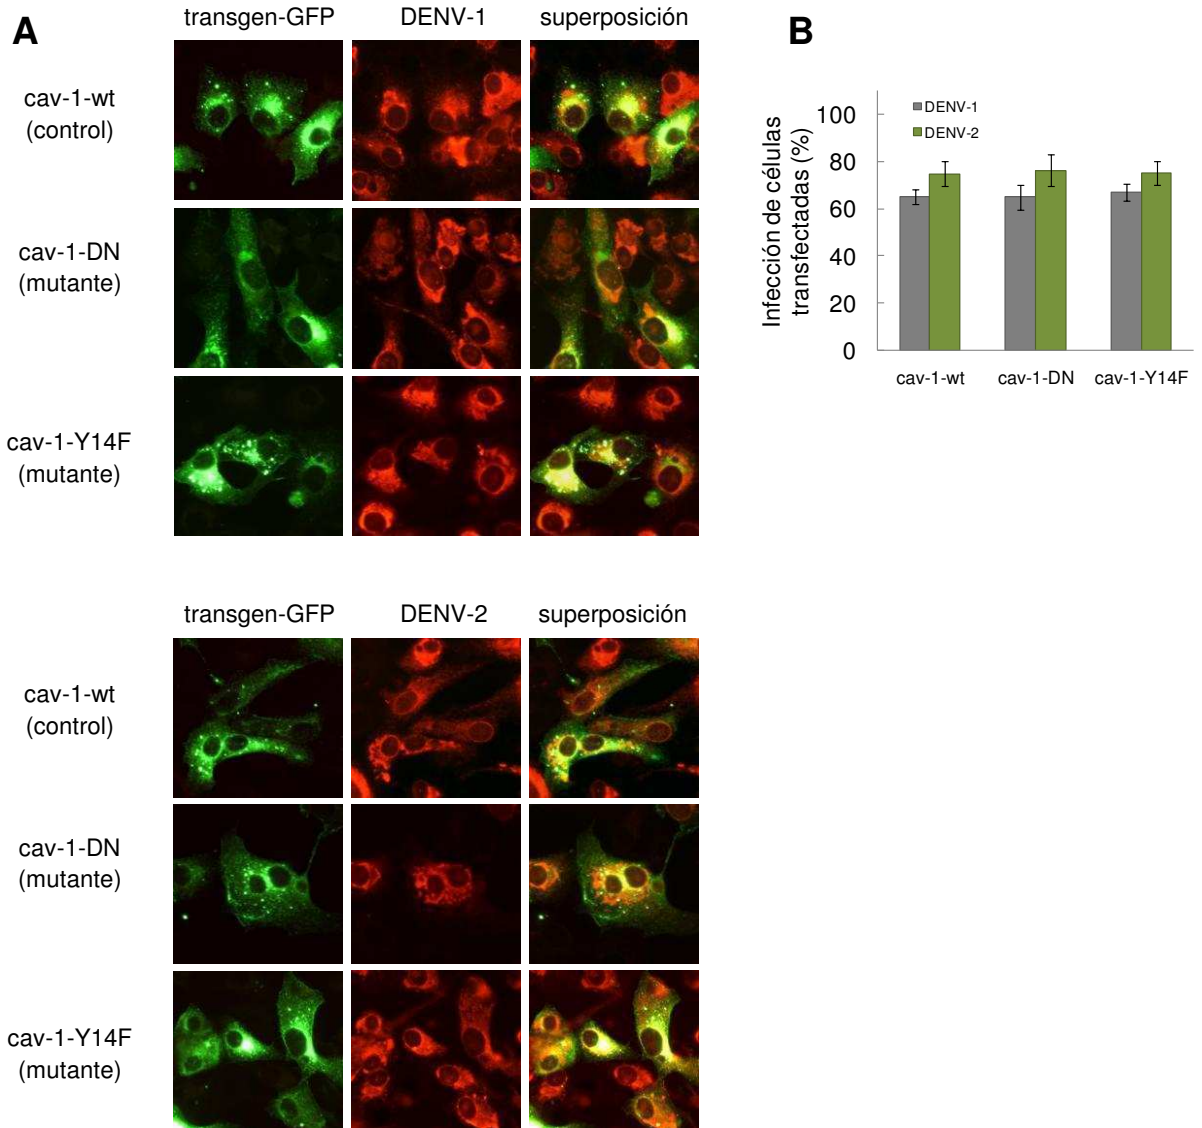 A
transgen-GFP DENV-1 superposición
cav-1-wt
(control)
cav-1-DN
(mutante)
cav-1-Y14F
(mutante)
transgen-GFP DENV-2 superposición
cav-1-wt
(control)
cav-1-DN
(mutante)
cav-1-Y14F
(mutante)
B
Infección de células
transfectadas (%)
100
80
60
40
20
0
DENV-1
DENV-2
cav-1-wt cav-1-DN cav-1-Y14F